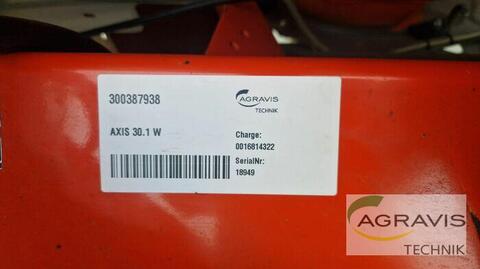 300387938
AGRAVIS
TECHNIK
AXIS 30.1 W
Charge:
0016814322
SerialNr:
18949
AGRAVIS
TECHNIK